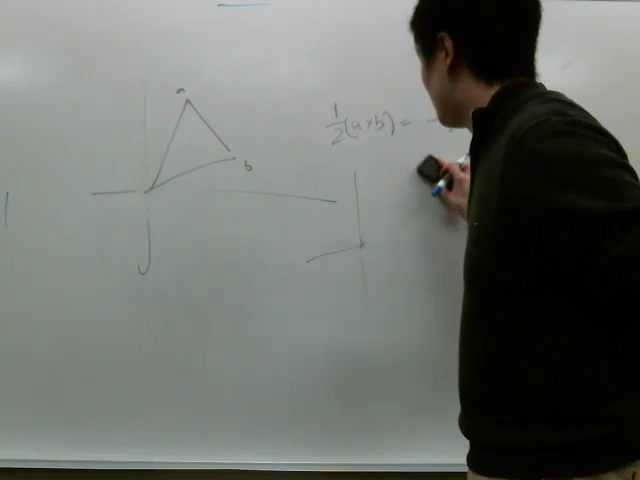 a
b
½(a×b) = -